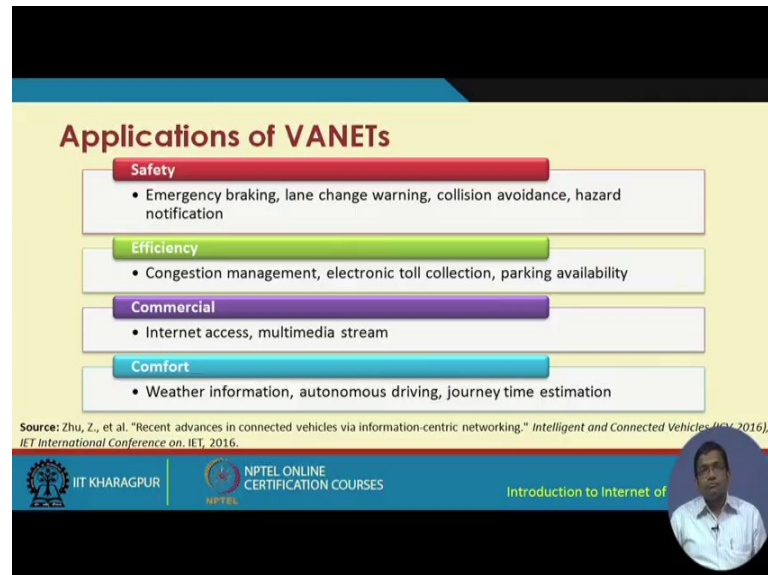 Applications of VANETs
Safety
• Emergency braking, lane change warning, collision avoidance, hazard
notification
Efficiency
• Congestion management, electronic toll collection, parking availability
Commercial
• Internet access, multimedia stream
Comfort
• Weather information, autonomous driving, journey time estimation
Source: Zhu, Z., et al. "Recent advances in connected vehicles via information-centric networking." Intelligent and Connected Vehicles 2016),
IET International Conference on. IET, 2016.
IIT KHARAGPUR
NPTEL
NPTEL ONLINE
CERTIFICATION COURSES
Introduction to Internet of